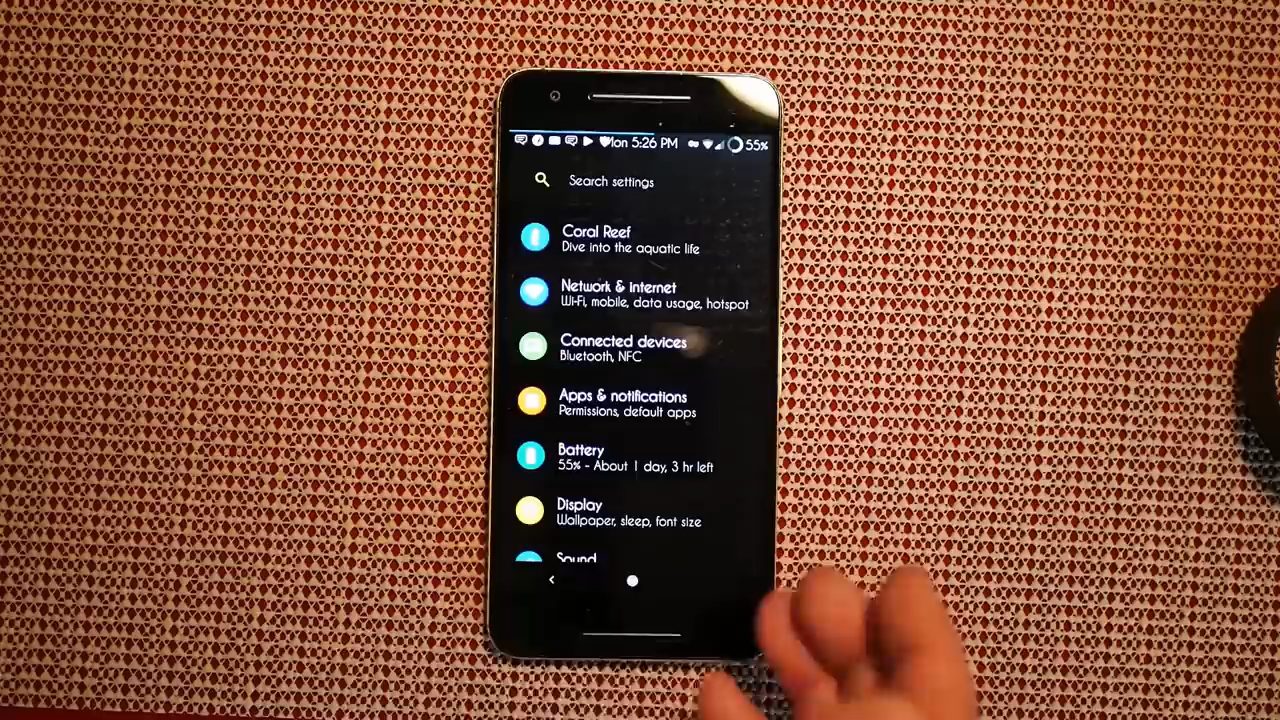 Mon 5:26 PM 55%
Search settings
Coral Reef
Dive into the aquatic life
Network & Internet
Wi-Fi, mobile, data usage, hotspot
Connected devices
Bluetooth, NFC
Apps & notifications
Permissions, default apps
Battery
55% - About 1 day, 3 hr left
Display
Wallpaper, sleep, font size
Sound